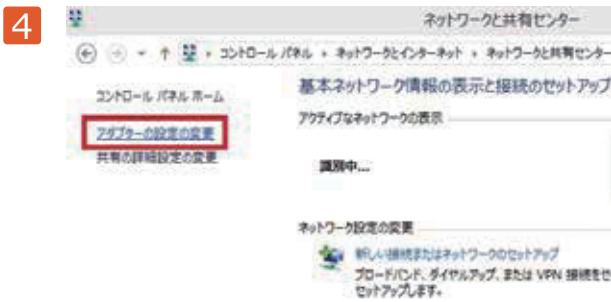 4
ネットワークと共有センター
コントロール パネル ▸ ネットワークとインターネット ▸ ネットワークと共有センター
コントロール パネル ホーム
アダプターの設定の変更
共有の詳細設定の変更
基本ネットワーク情報の表示と接続のセットアップ
アクティブなネットワークの表示
識別中...
ネットワーク設定の変更
新しい接続またはネットワークのセットアップ
ブロードバンド、ダイヤルアップ、または VPN 接続をセ
セットアップします。